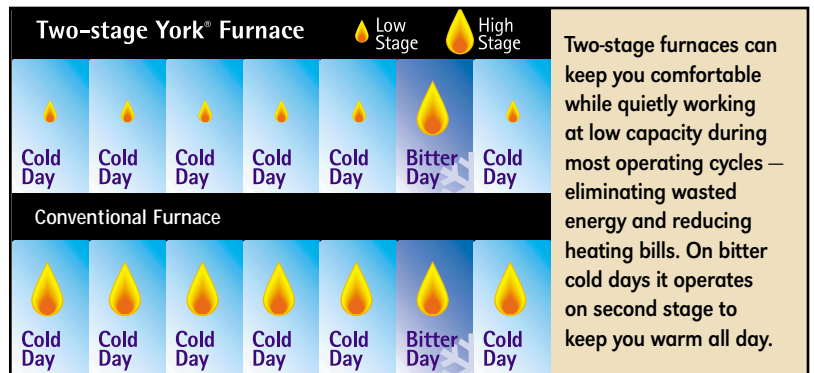 Two-stage York® Furnace
Low
Stage
High
Stage
Cold
Day
Cold
Day
Cold
Day
Cold
Day
Cold
Day
Bitter
Day
Cold
Day
Conventional Furnace
Cold
Day
Cold
Day
Cold
Day
Cold
Day
Cold
Day
Bitter
Day
Cold
Day
Two-stage furnaces can
keep you comfortable
while quietly working
at low capacity during
most operating cycles —
eliminating wasted
energy and reducing
heating bills. On bitter
cold days it operates
on second stage to
keep you warm all day.